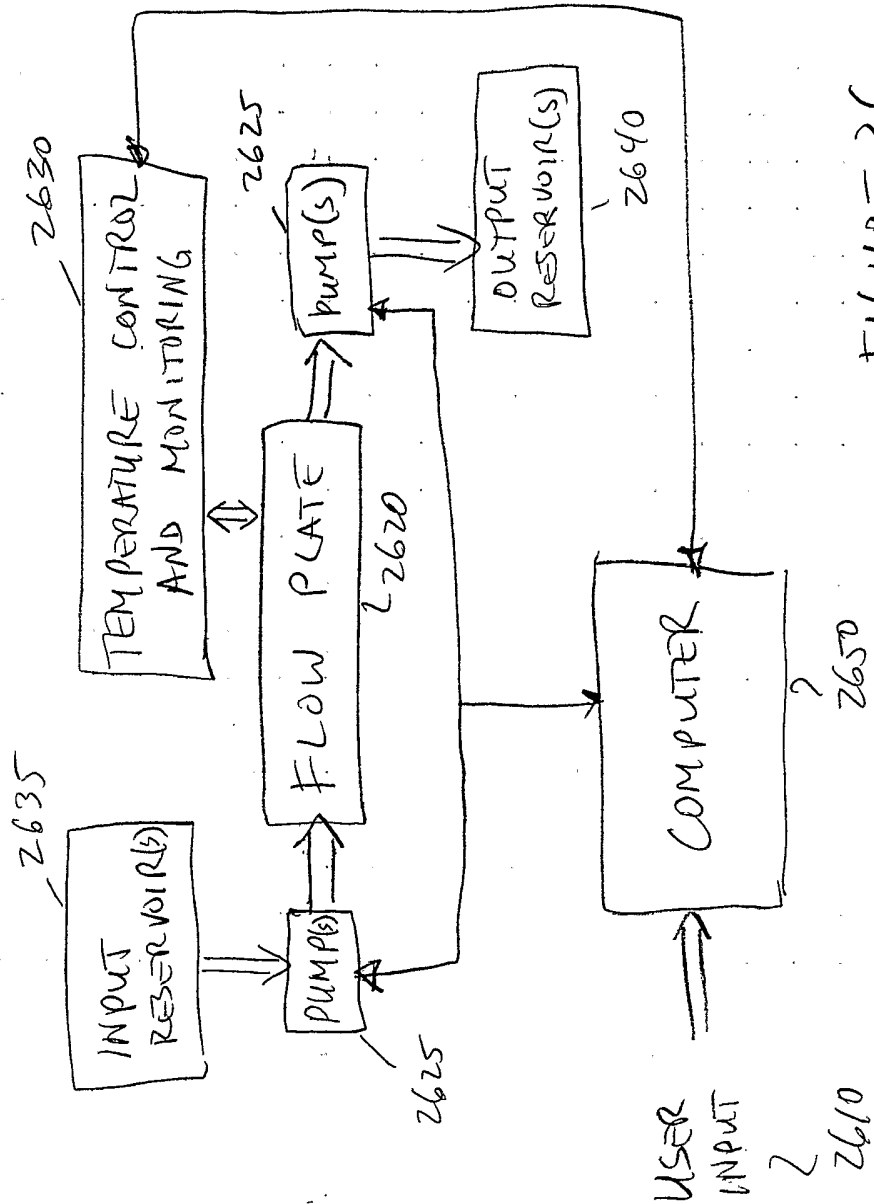 2635
INPUT
RESERVOIR(s)
PUMP(s)
2625
2630
TEMPERATURE CONTROL
AND MONITORING
FLOW PLATE
2620
2625
PUMP(s)
OUTPUT
RESERVOIR(s)
2640
USER
INPUT
2610
COMPUTER
2650